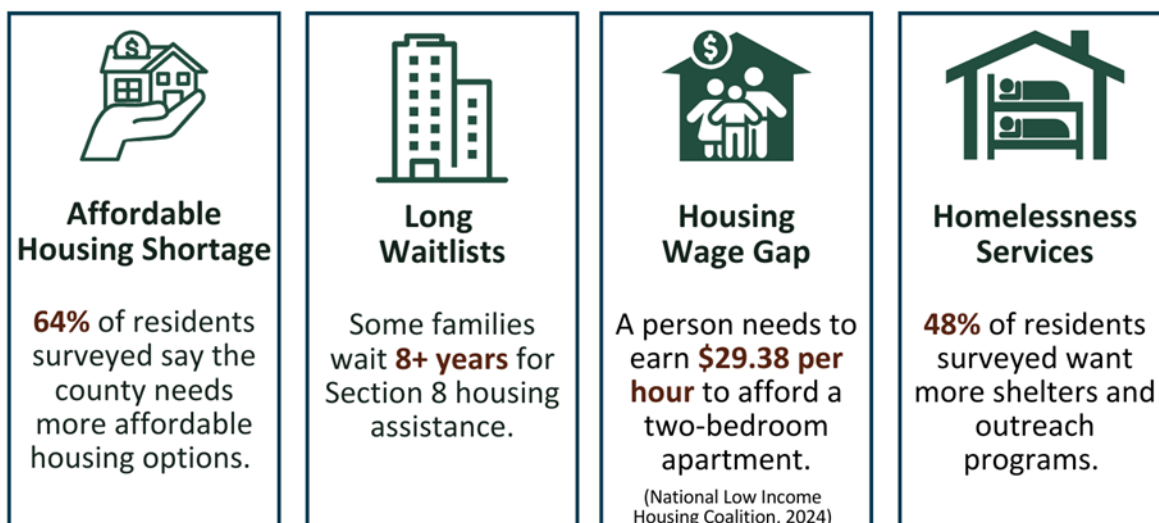 $
Affordable
Housing Shortage
64% of residents
surveyed say the
county needs
more affordable
housing options.
Long
Waitlists
Some families
wait 8+ years for
Section 8 housing
assistance.
$
Housing
Wage Gap
A person needs to
earn $29.38 per
hour to afford a
two-bedroom
apartment.
(National Low Income
Housing Coalition, 2024)
Homelessness
Services
48% of residents
surveyed want
more shelters and
outreach
programs.